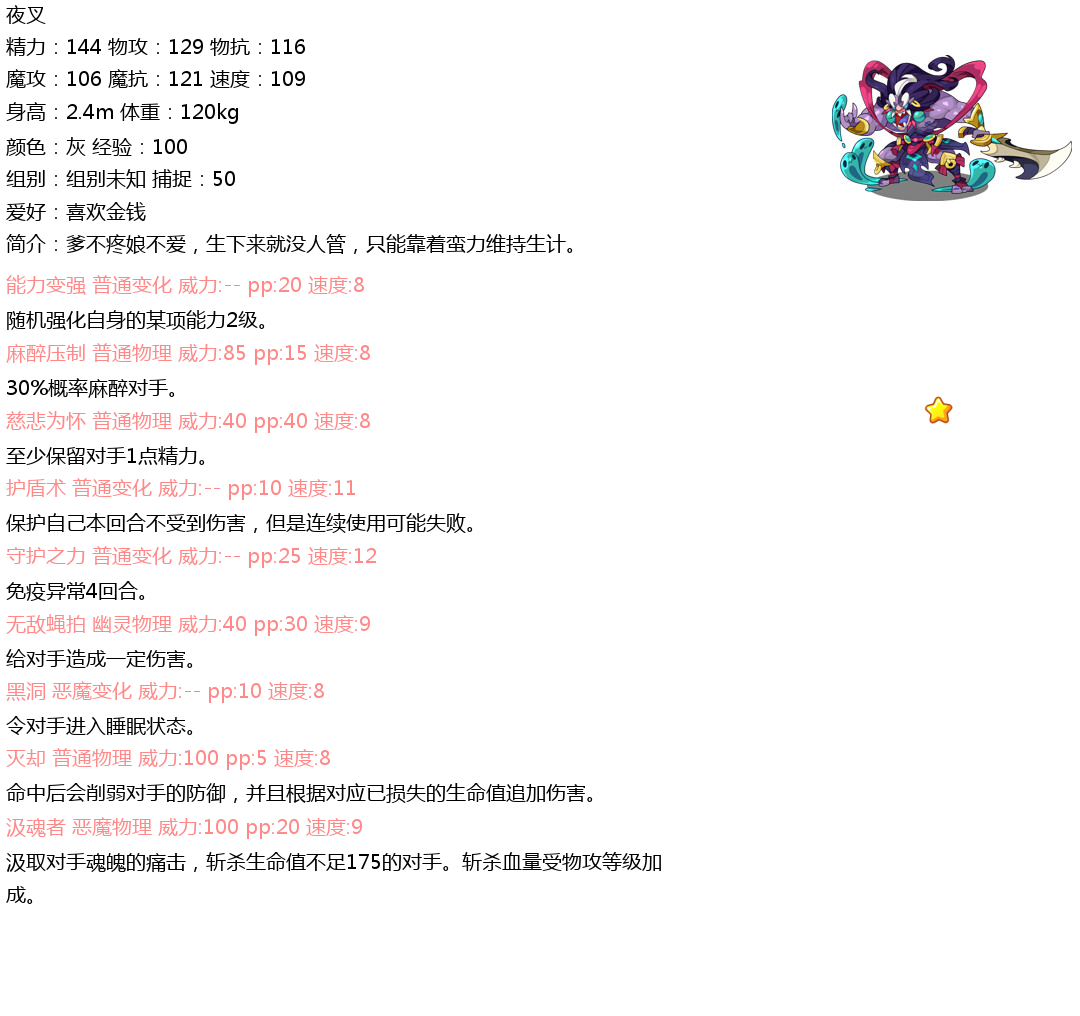 夜叉
精力：144 物攻：129 物抗：116
魔攻：106 魔抗：121 速度：109
身高：2.4m 体重：120kg
颜色：灰 经验：100
组别：组别未知 捕捉：50
爱好：喜欢金钱
简介：爹不疼娘不爱，生下来就没人管，只能靠着蛮力维持生计。
能力变强 普通变化 威力:-- pp:20 速度:8
随机强化自身的某项能力2级。
麻醉压制 普通物理 威力:85 pp:15 速度:8
30%概率麻醉对手。
慈悲为怀 普通物理 威力:40 pp:40 速度:8
至少保留对手1点精力。
护盾术 普通变化 威力:-- pp:10 速度:11
保护自己本回合不受到伤害，但是连续使用可能失败。
守护之力 普通变化 威力:-- pp:25 速度:12
免疫异常4回合。
无敌蝇拍 幽灵物理 威力:40 pp:30 速度:9
给对手造成一定伤害。
黑洞 恶魔变化 威力:-- pp:10 速度:8
令对手进入睡眠状态。
灭却 普通物理 威力:100 pp:5 速度:8
命中后会削弱对手的防御，并且根据对应已损失的生命值追加伤害。
汲魂者 恶魔物理 威力:100 pp:20 速度:9
汲取对手魂魄的痛击，斩杀生命值不足175的对手。斩杀血量受物攻等级加
成。